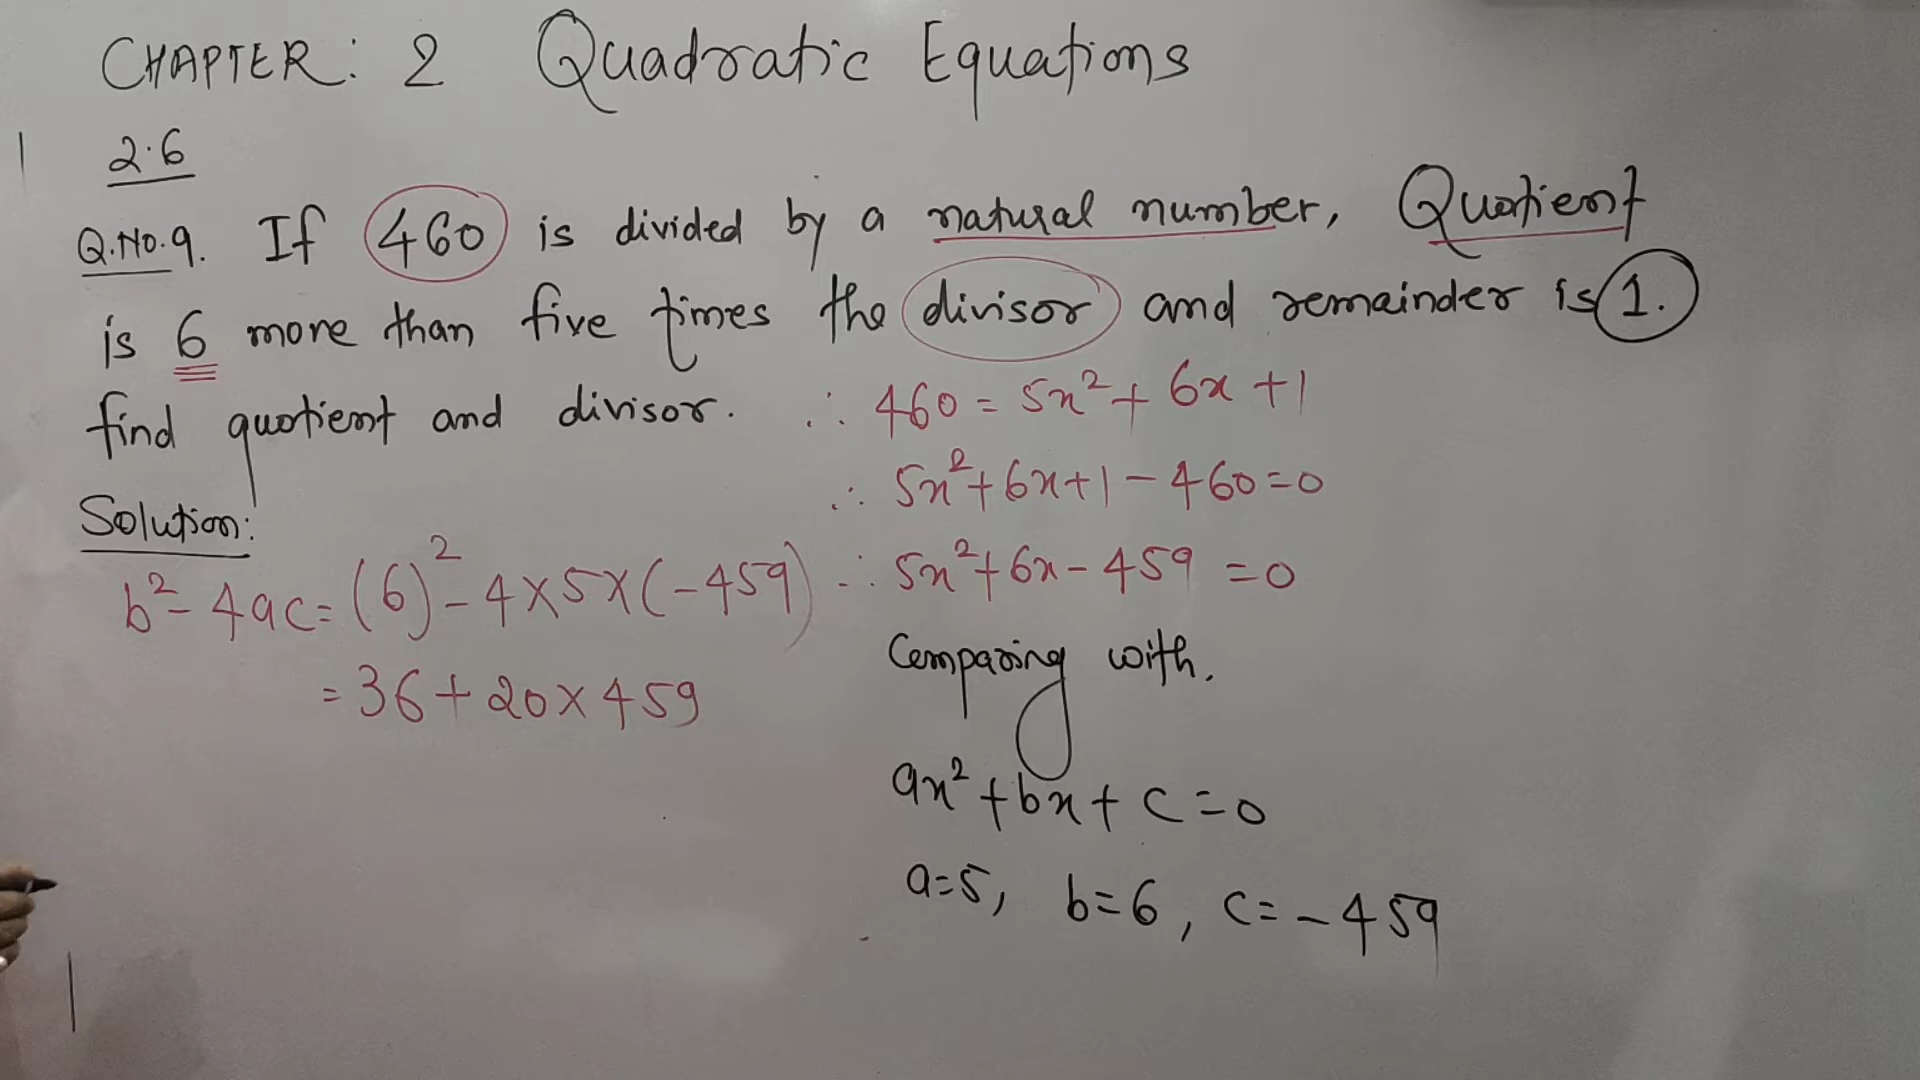 CHAPTER: 2 Quadratic Equations
2.6
Q.No.9. If 460 is divided by a natural number, Quotient
is 6 more than five times the divisor and remainder is 1.
find quotient and divisor.
∴ 460 = 5x² + 6x + 1
∴ 5x² + 6x + 1 - 460 = 0
∴ 5x² + 6x - 459 = 0
Comparing with.
ax² + bx + c = 0
a=5, b=6, c=-459
Solution:
b² - 4ac = (6)² - 4×5×(-459)
= 36 + 20×459